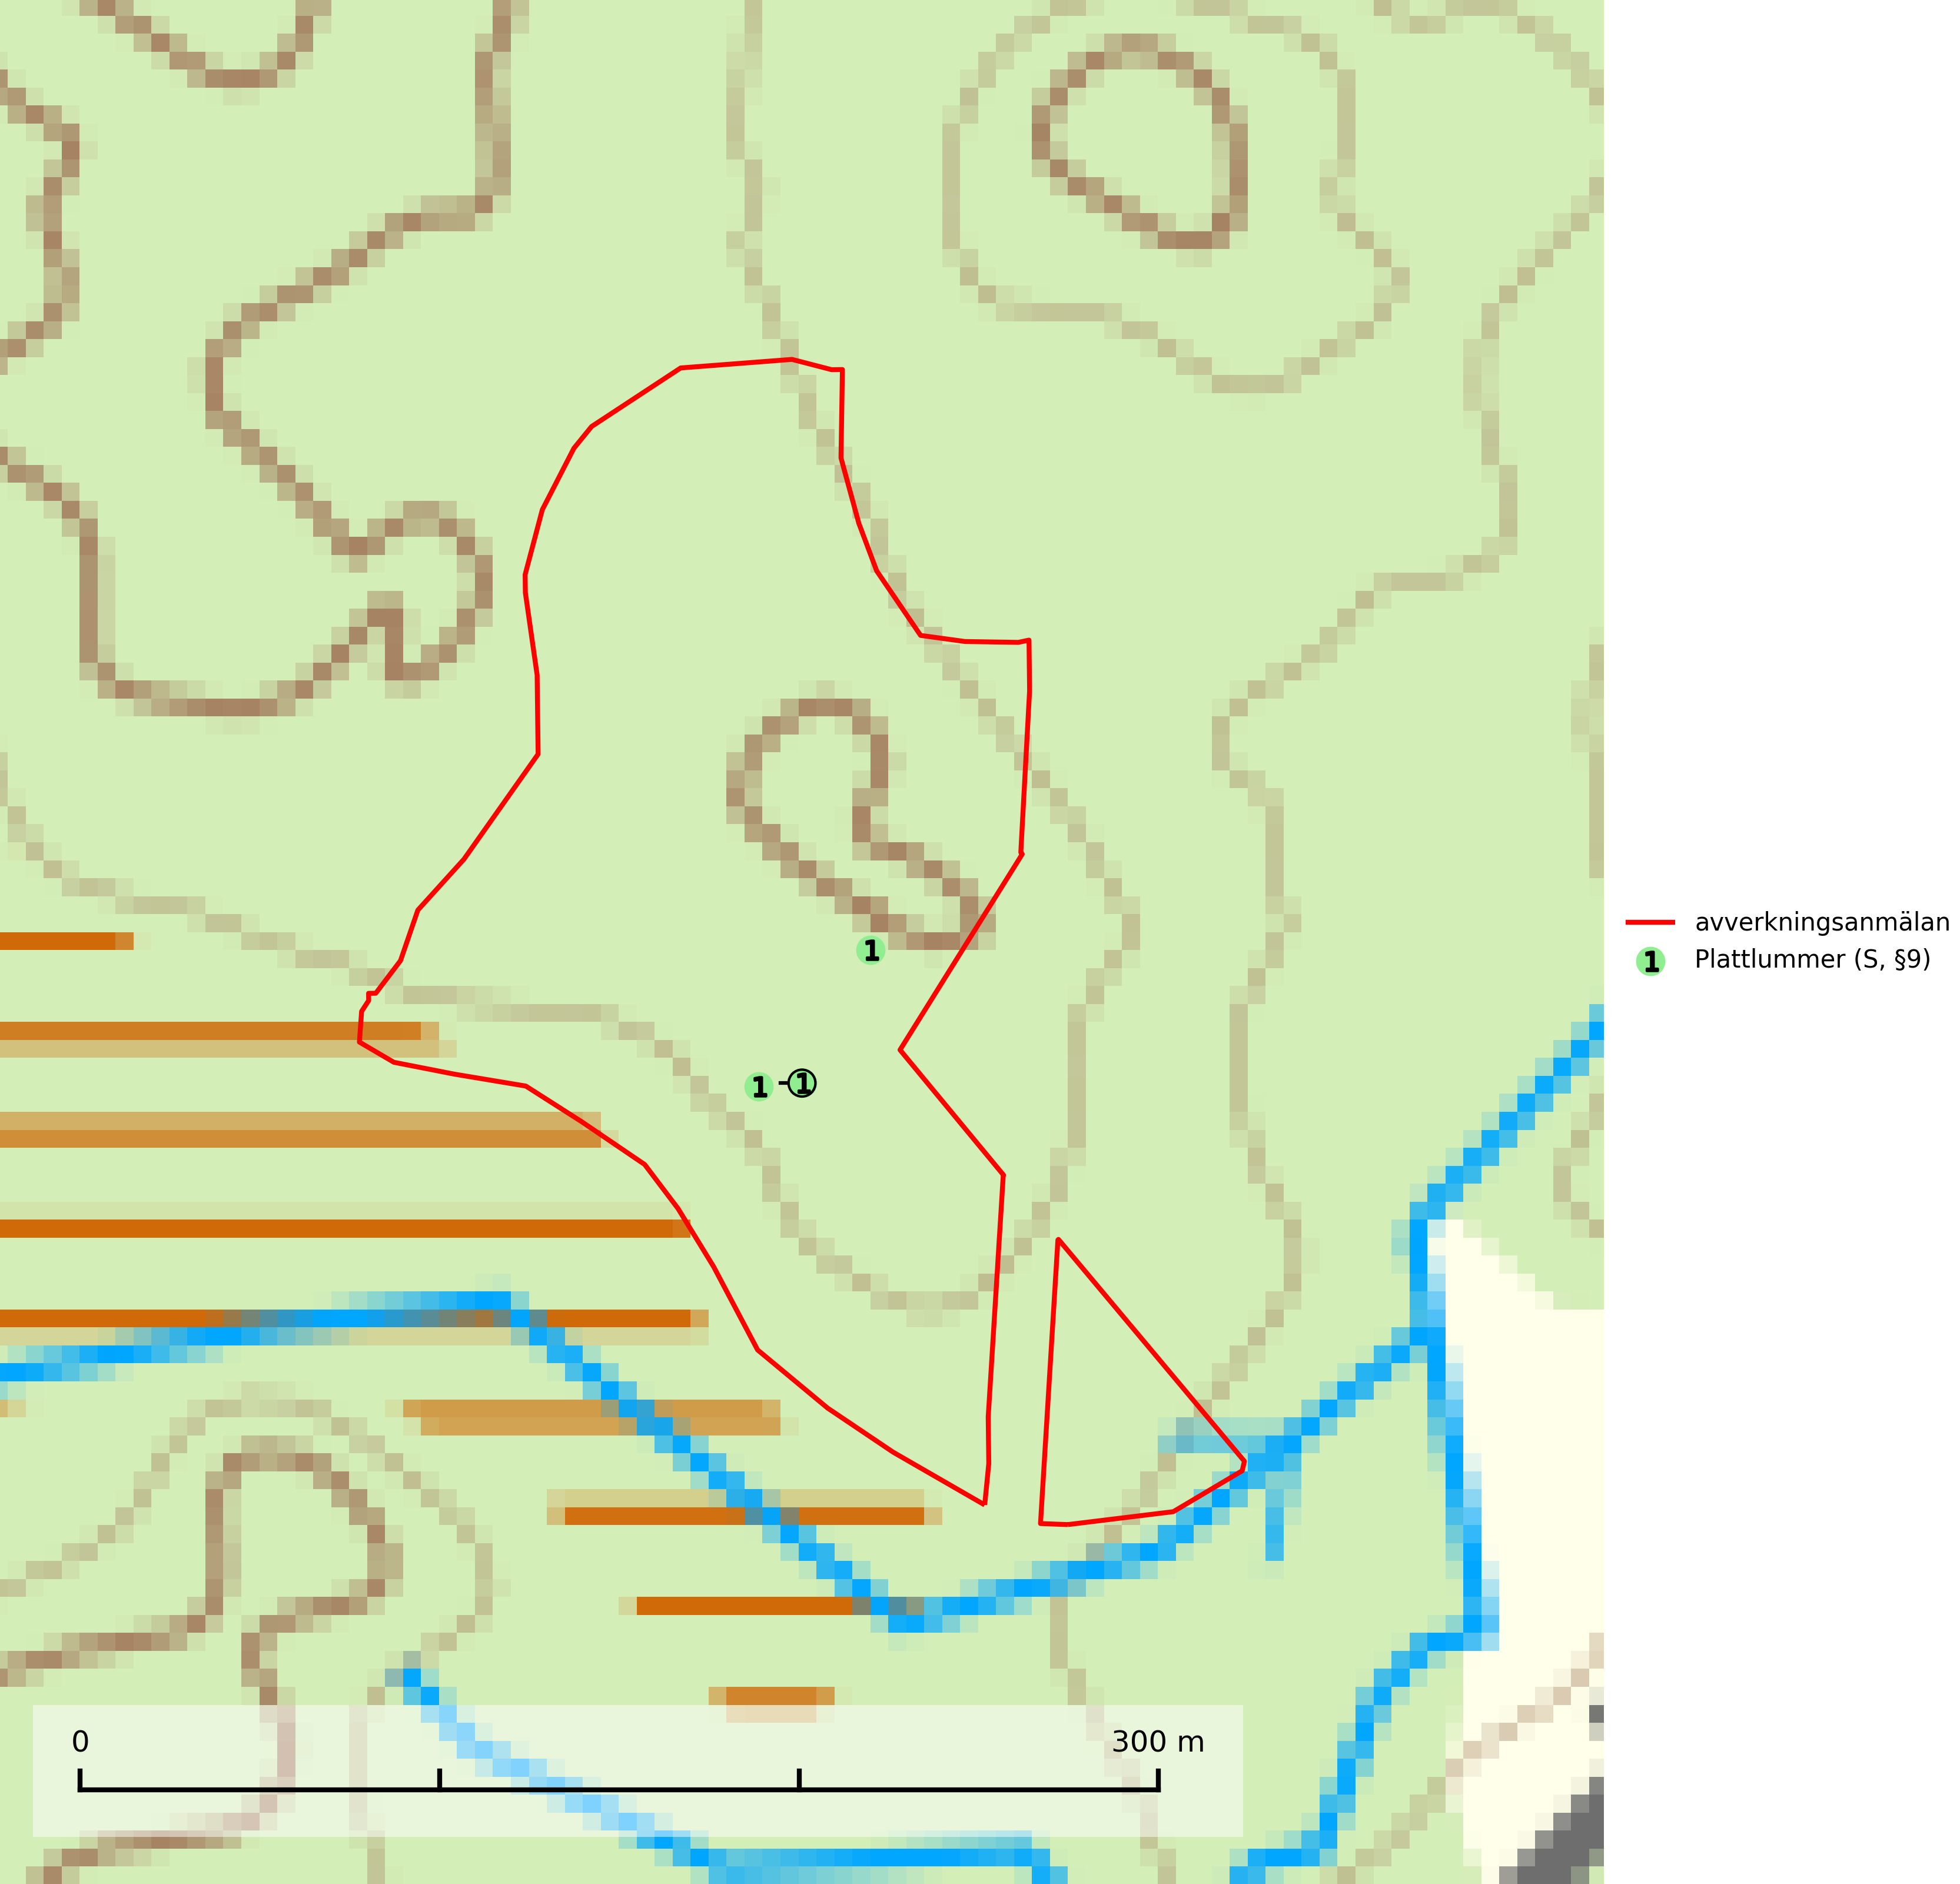 1
1 1
avverkningsanmälan
1 Plattlummer (S, §9)
0 300 m